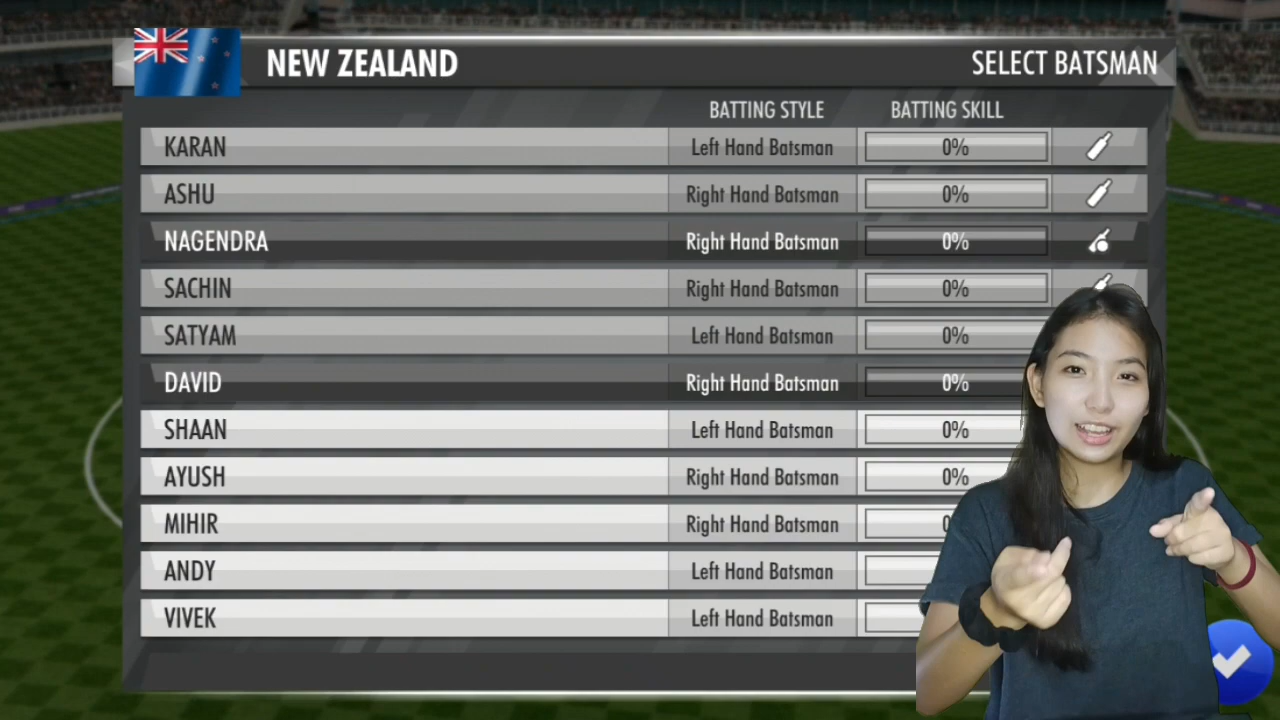 NEW ZEALAND SELECT BATSMAN
BATTING STYLE BATTING SKILL
KARAN Left Hand Batsman 0%
ASHU Right Hand Batsman 0%
NAGENDRA Right Hand Batsman 0%
SACHIN Right Hand Batsman 0%
SATYAM Left Hand Batsman 0%
DAVID Right Hand Batsman 0%
SHAAN Left Hand Batsman 0%
AYUSH Right Hand Batsman 0%
MIHIR Right Hand Batsman
ANDY Left Hand Batsman
VIVEK Left Hand Batsman